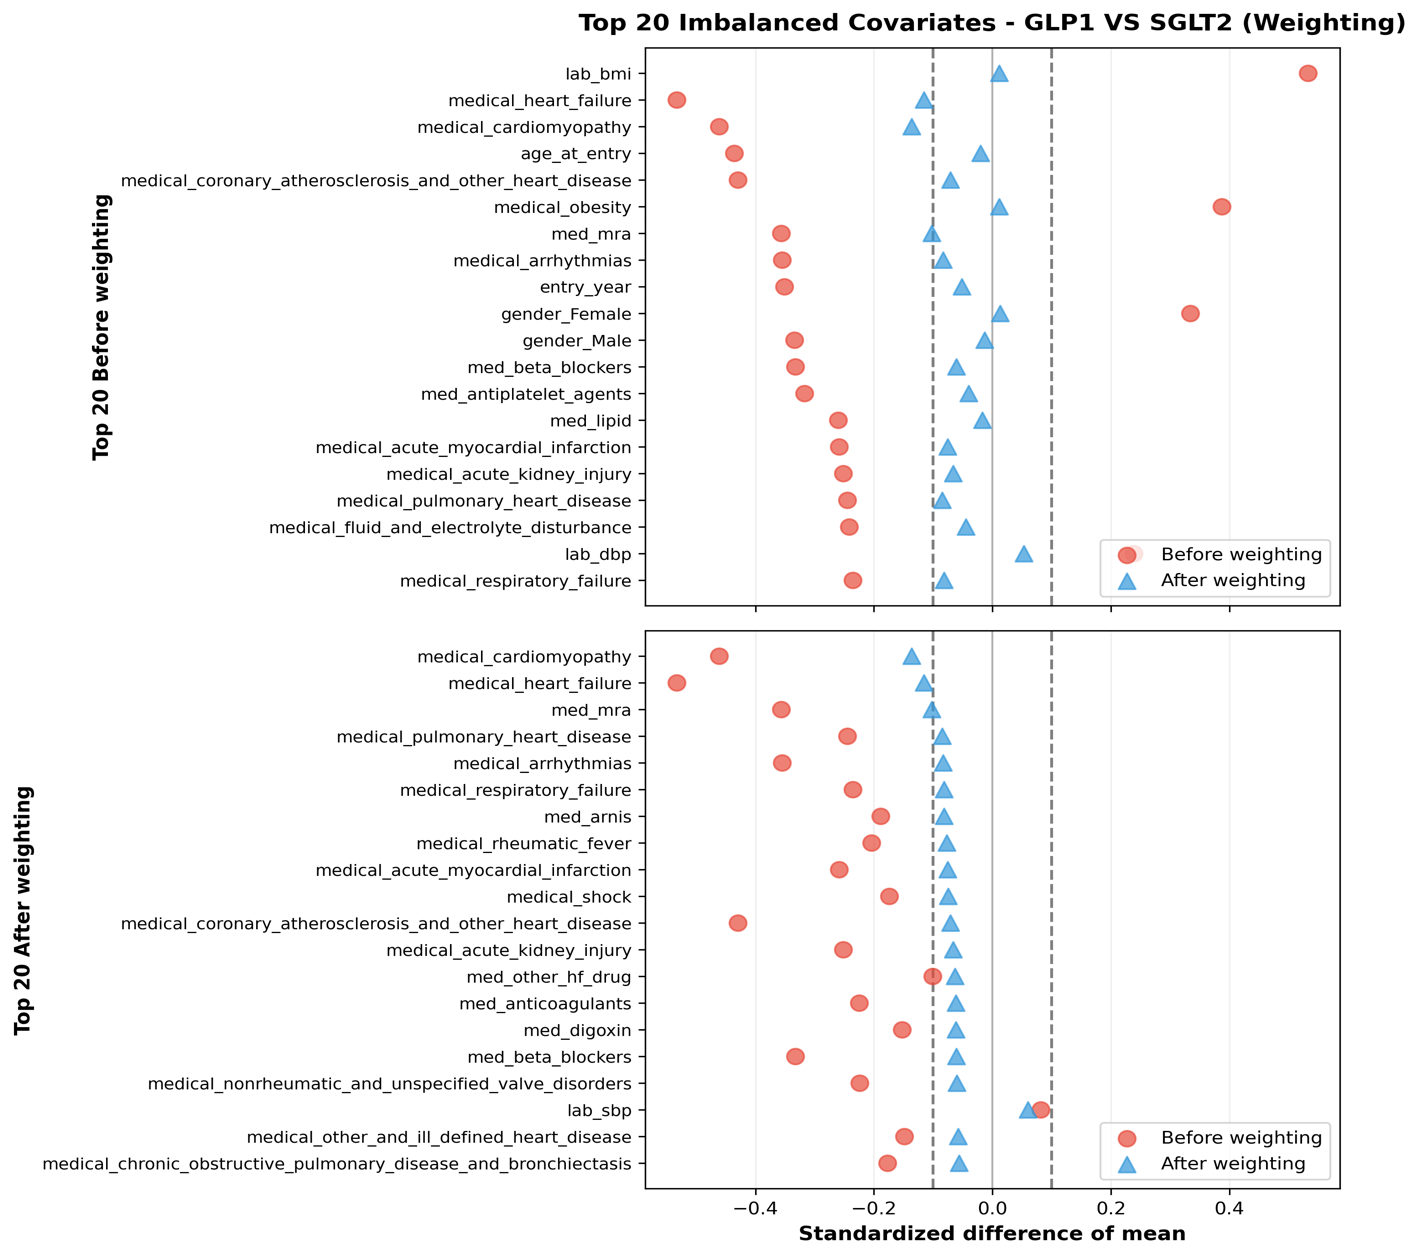 Top 20 Imbalanced Covariates - GLP1 VS SGLT2 (Weighting)
Top 20 Before weighting
lab_bmi
medical_heart_failure
medical_cardiomyopathy
age_at_entry
medical_coronary_atherosclerosis_and_other_heart_disease
medical_obesity
med_mra
medical_arrhythmias
entry_year
gender_Female
gender_Male
med_beta_blockers
med_antiplatelet_agents
med_lipid
medical_acute_myocardial_infarction
medical_acute_kidney_injury
medical_pulmonary_heart_disease
medical_fluid_and_electrolyte_disturbance
lab_dbp
medical_respiratory_failure
Before weighting
After weighting
Top 20 After weighting
medical_cardiomyopathy
medical_heart_failure
med_mra
medical_pulmonary_heart_disease
medical_arrhythmias
medical_respiratory_failure
med_arnis
medical_rheumatic_fever
medical_acute_myocardial_infarction
medical_shock
medical_coronary_atherosclerosis_and_other_heart_disease
medical_acute_kidney_injury
med_other_hf_drug
med_anticoagulants
med_digoxin
med_beta_blockers
medical_nonrheumatic_and_unspecified_valve_disorders
lab_sbp
medical_other_and_ill_defined_heart_disease
medical_chronic_obstructive_pulmonary_disease_and_bronchiectasis
Before weighting
After weighting
−0.4 −0.2 0.0 0.2 0.4
Standardized difference of mean